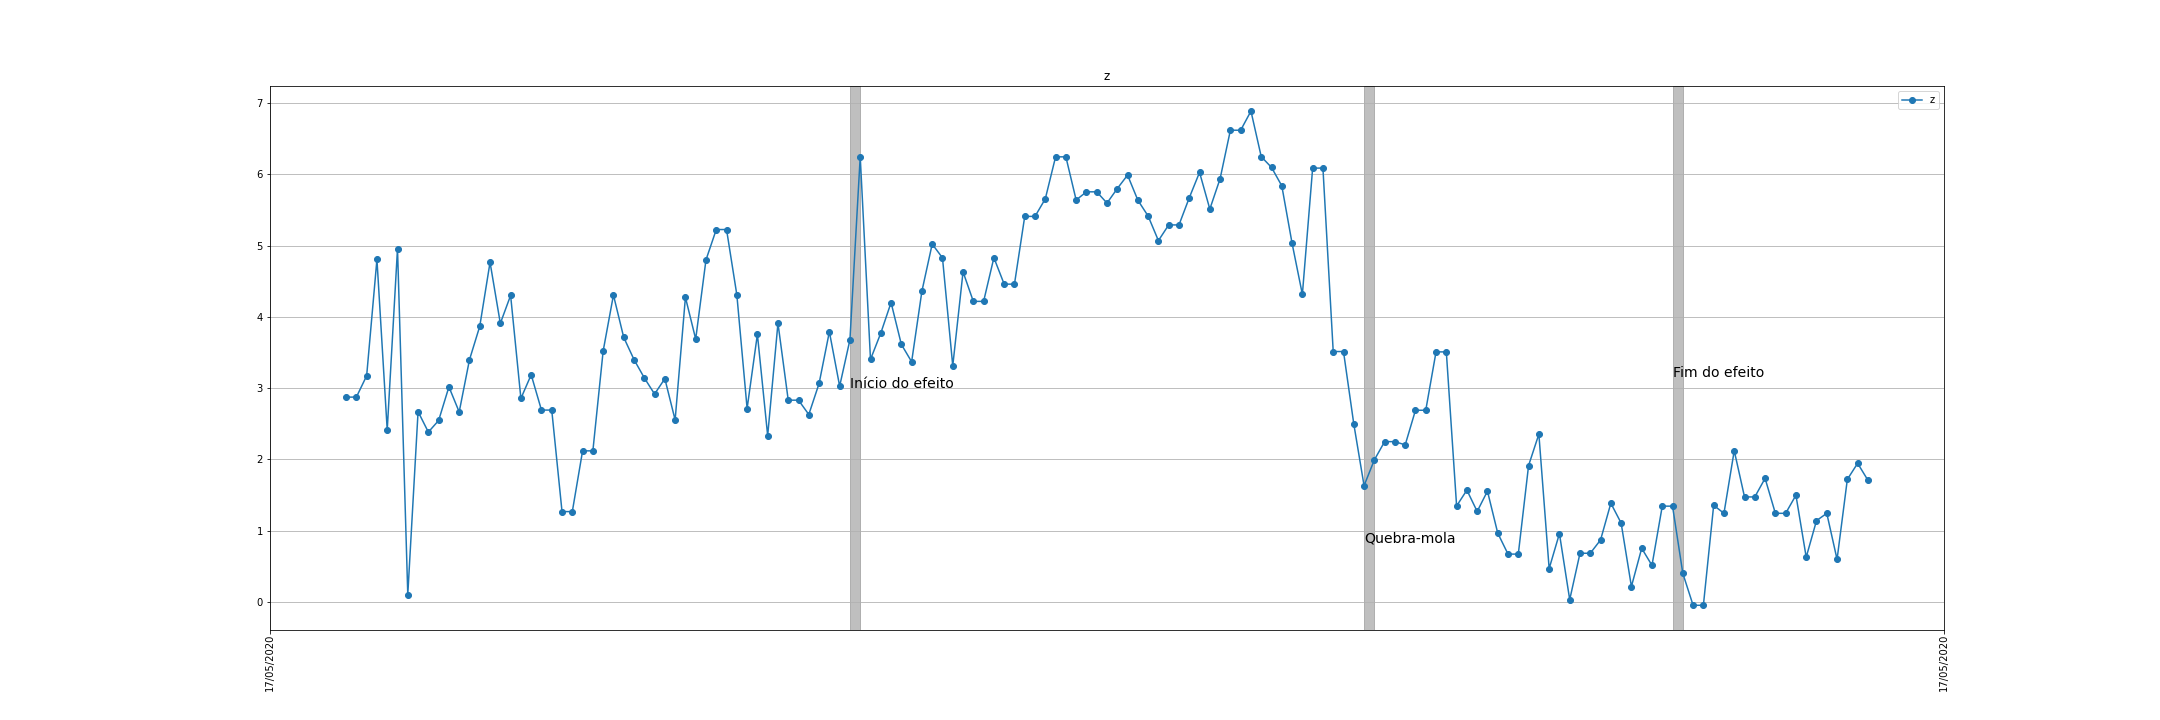 z
z
7
6
5
4
3
2
1
0
Início do efeito
Fim do efeito
Quebra-mola
17/05/2020
17/05/2020